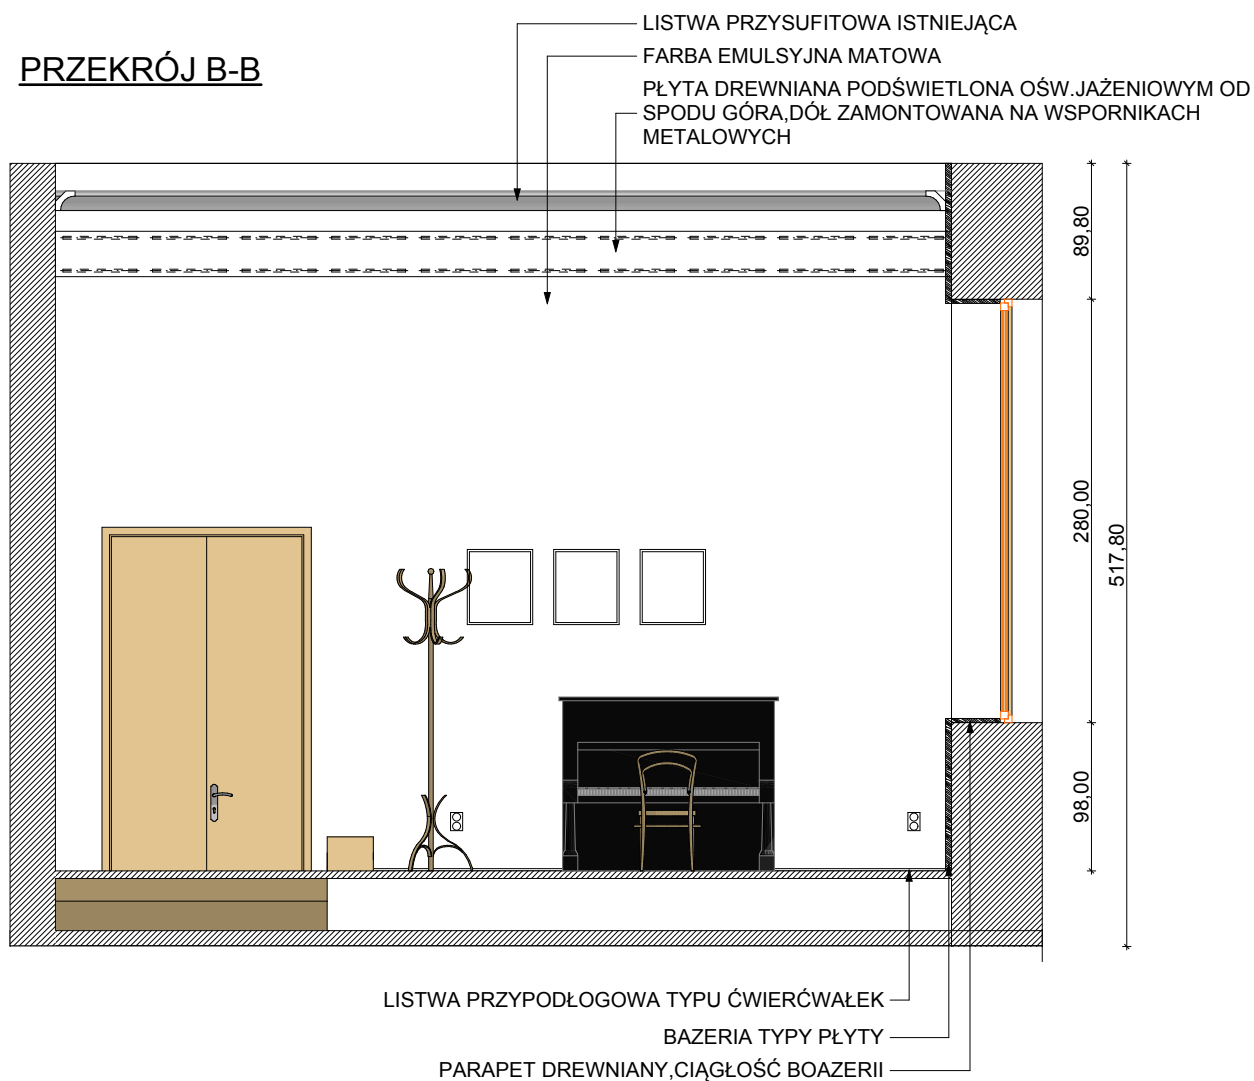 LISTWA PRZYSUFITOWA ISTNIEJĄCA
PRZEKRÓJ B-B
FARBA EMULSYJNA MATOWA
PŁYTA DREWNIANA PODŚWIETLONA OŚW.JAŻENIOWYM OD
SPODU GÓRA,DÓŁ ZAMONTOWANA NA WSPORNIKACH
METALOWYCH
89,80
280,00
517,80
98,00
LISTWA PRZYPODŁOGOWA TYPU ĆWIERĆWAŁEK
BAZERIA TYPY PŁYTY
PARAPET DREWNIANY,CIĄGŁOŚĆ BOAZERII